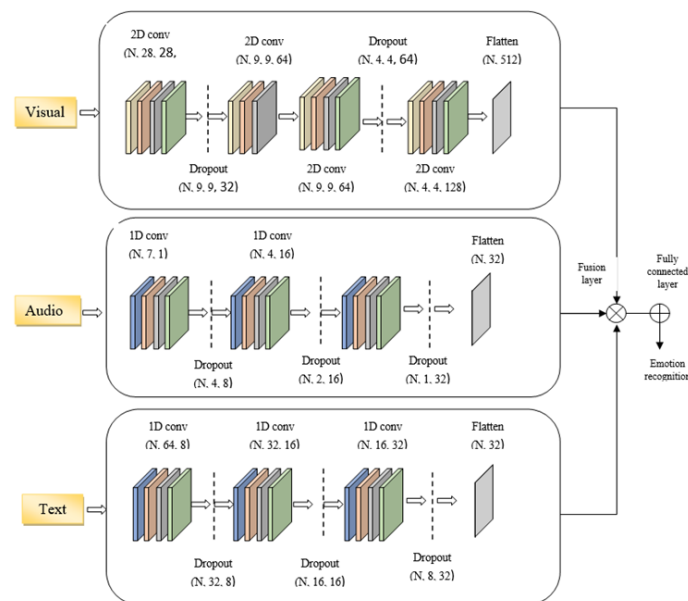 2D conv
(N, 28, 28,
2D conv
(N, 9, 9, 64)
Dropout
(N, 4, 4, 64)
Flatten
(N, 512)
Visual
Dropout
(N, 9, 9, 32)
2D conv
(N, 9, 9, 64)
2D conv
(N, 4, 4, 128)
1D conv
(N, 7, 1)
1D conv
(N, 4, 16)
Flatten
(N, 32)
Audio
Dropout
(N, 4, 8)
Dropout
(N, 2, 16)
Dropout
(N, 1, 32)
Fusion
layer
Fully
connected
layer
Emotion
recognition
1D conv
(N, 64, 8)
1D conv
(N, 32, 16)
1D conv
(N, 16, 32)
Flatten
(N, 32)
Text
Dropout
(N, 32, 8)
Dropout
(N, 16, 16)
Dropout
(N, 8, 32)